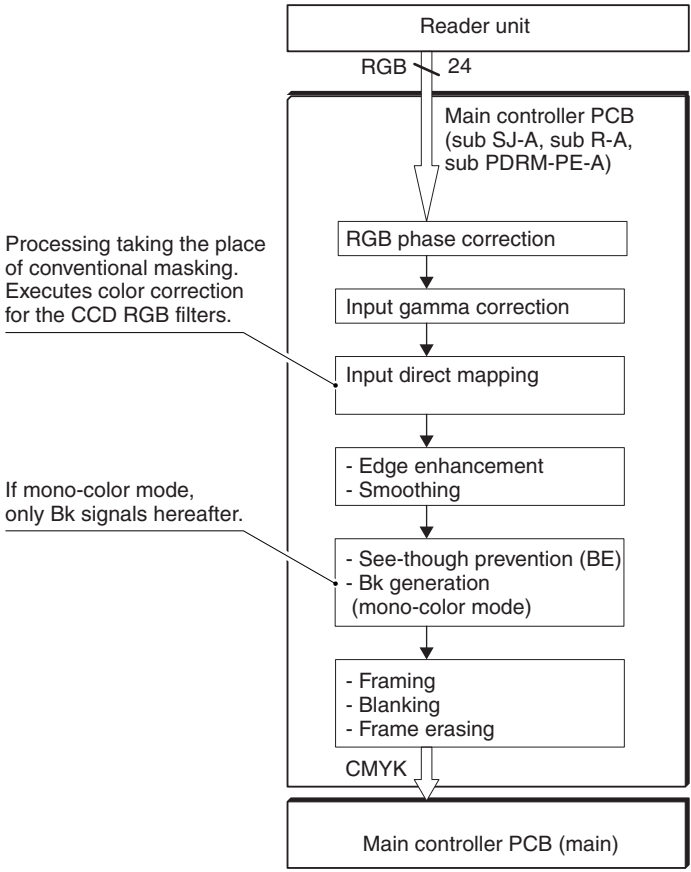 Reader unit
RGB 24
Main controller PCB
(sub SJ-A, sub R-A,
sub PDRM-PE-A)
RGB phase correction
Processing taking the place
of conventional masking.
Executes color correction
for the CCD RGB filters.
Input gamma correction
Input direct mapping
- Edge enhancement
- Smoothing
If mono-color mode,
only Bk signals hereafter.
- See-though prevention (BE)
- Bk generation
(mono-color mode)
- Framing
- Blanking
- Frame erasing
CMYK
Main controller PCB (main)